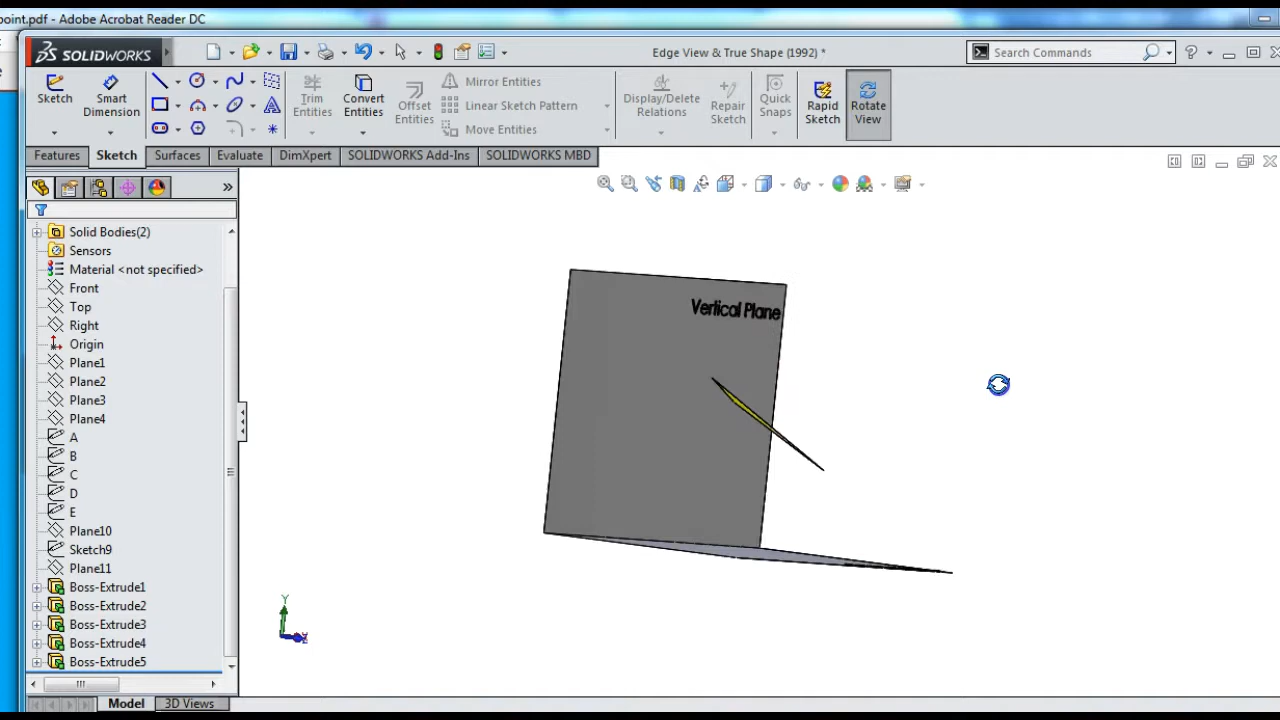 point.pdf - Adobe Acrobat Reader DC
SOLIDWORKS
Edge View & True Shape (1992) *
Search Commands
?
Sketch
Smart Dimension
Trim Entities
Convert Entities
Offset Entities
Mirror Entities
Linear Sketch Pattern
Move Entities
Display/Delete Relations
Repair Sketch
Quick Snaps
Rapid Sketch
Rotate View
Features
Sketch
Surfaces
Evaluate
DimXpert
SOLIDWORKS Add-Ins
SOLIDWORKS MBD
Solid Bodies(2)
Sensors
Material <not specified>
Front
Top
Right
Origin
Plane1
Plane2
Plane3
Plane4
A
B
C
D
E
Plane10
Sketch9
Plane11
Boss-Extrude1
Boss-Extrude2
Boss-Extrude3
Boss-Extrude4
Boss-Extrude5
Vertical Plane
Y
Model
3D Views